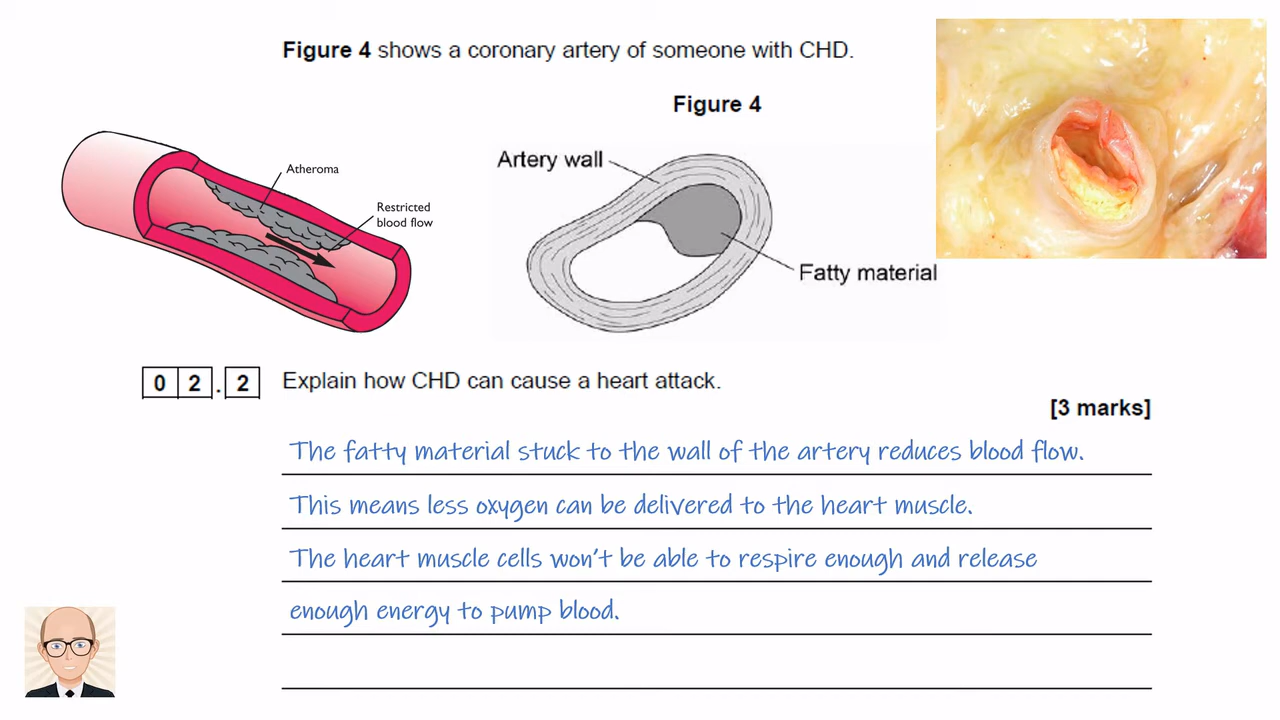 Figure 4 shows a coronary artery of someone with CHD.
Figure 4
Artery wall
Atheroma
Restricted
blood flow
Fatty material
0 2 . 2 Explain how CHD can cause a heart attack.
[3 marks]
The fatty material stuck to the wall of the artery reduces blood flow.
This means less oxygen can be delivered to the heart muscle.
The heart muscle cells won't be able to respire enough and release
enough energy to pump blood.